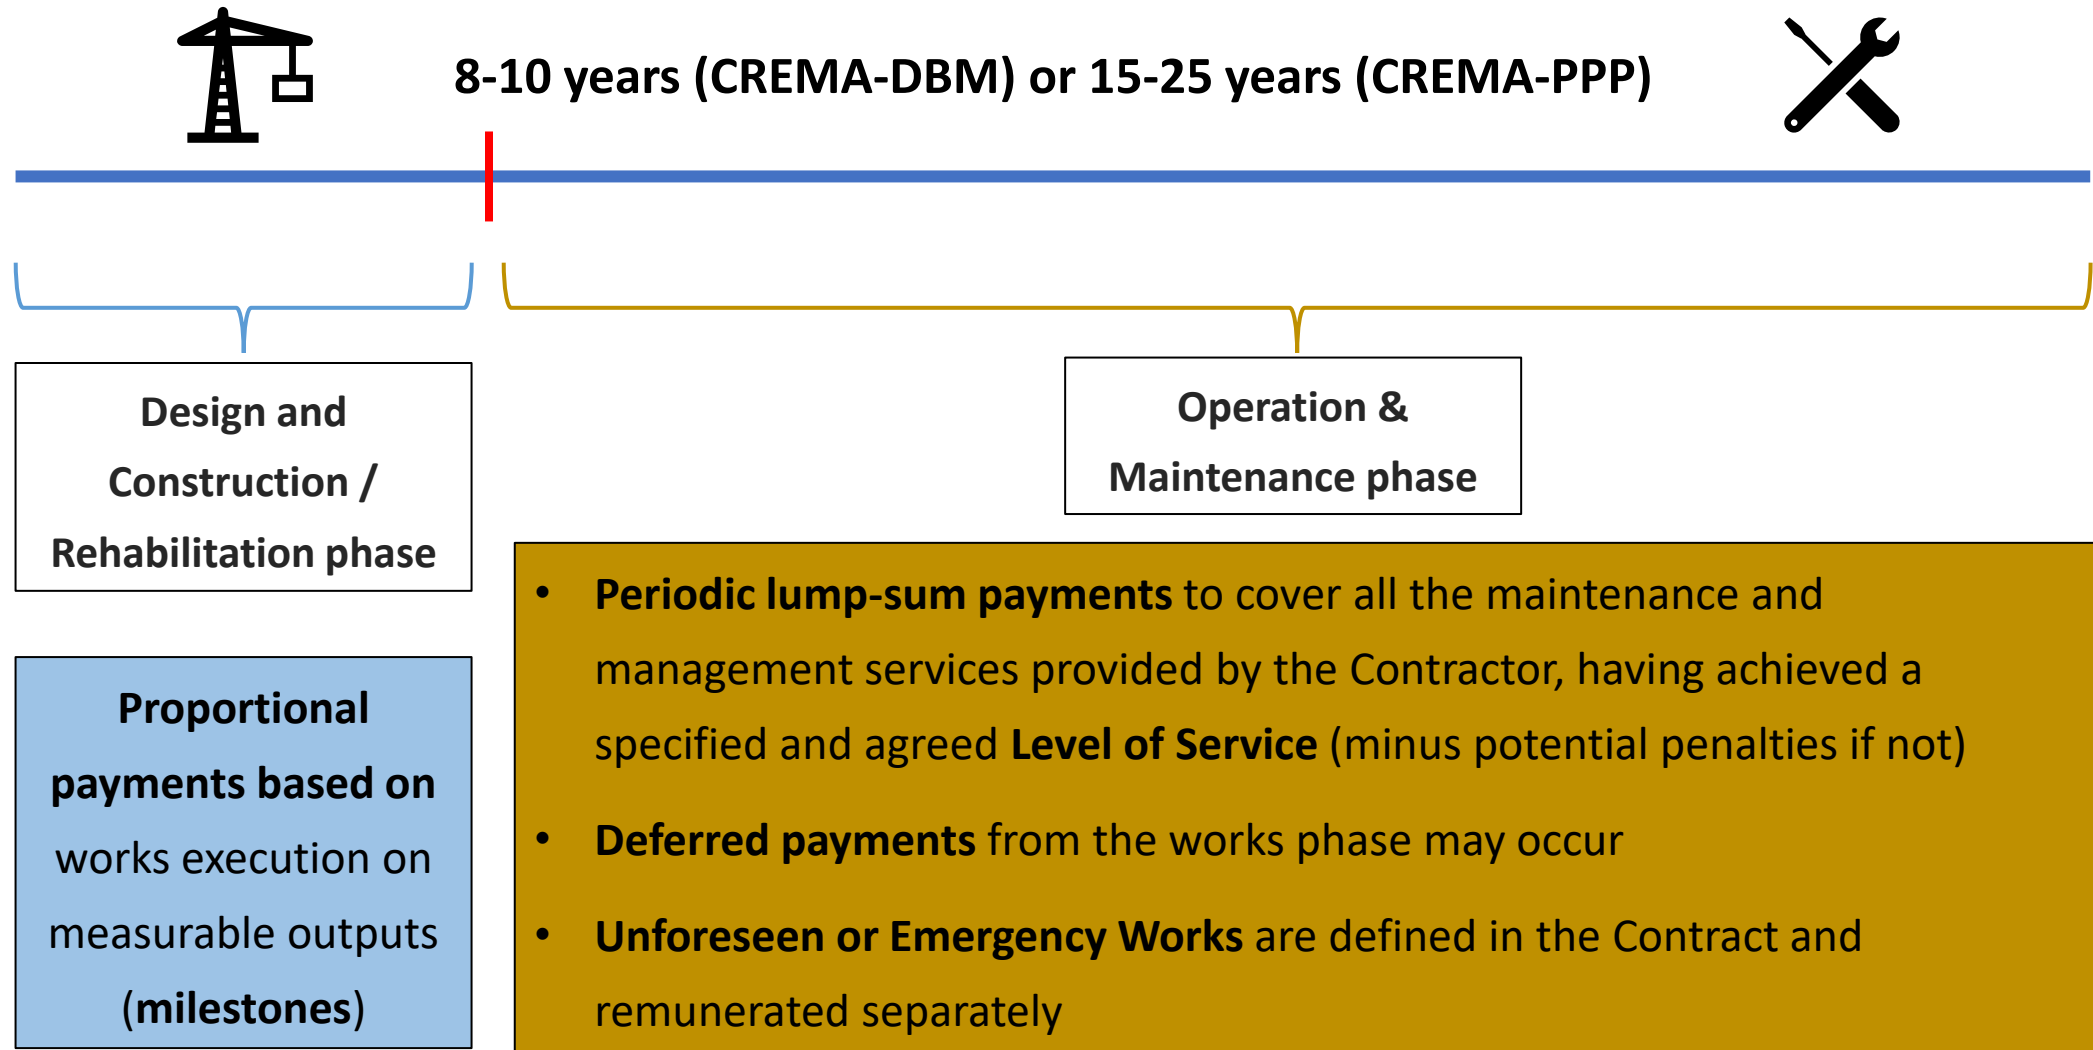 8-10 years (CREMA-DBM) or 15-25 years (CREMA-PPP)
Design and
Construction /
Rehabilitation phase
Operation &
Maintenance phase
Proportional
payments based on
works execution on
measurable outputs
(milestones)
• Periodic lump-sum payments to cover all the maintenance and
management services provided by the Contractor, having achieved a
specified and agreed Level of Service (minus potential penalties if not)
• Deferred payments from the works phase may occur
• Unforeseen or Emergency Works are defined in the Contract and
remunerated separately